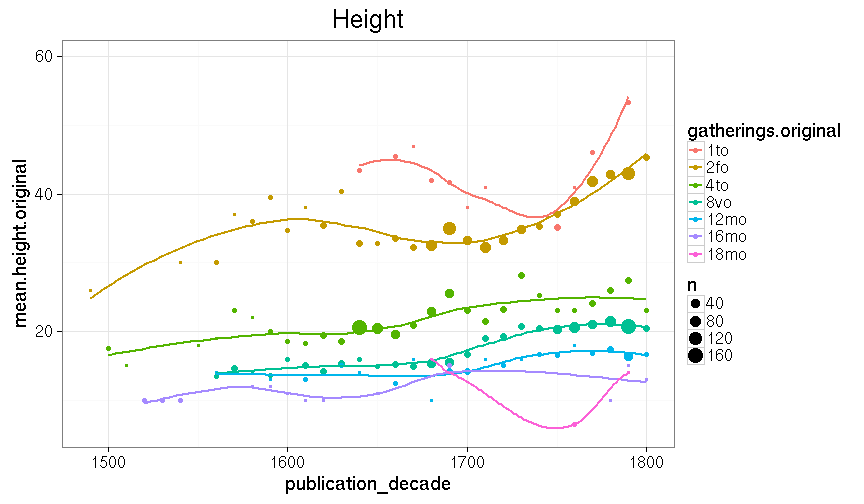 Height
60
40
20
mean.height.original
1500
1600
1700
1800
publication_decade
gatherings.original
1to
2fo
4to
8vo
12mo
16mo
18mo
n
40
80
120
160